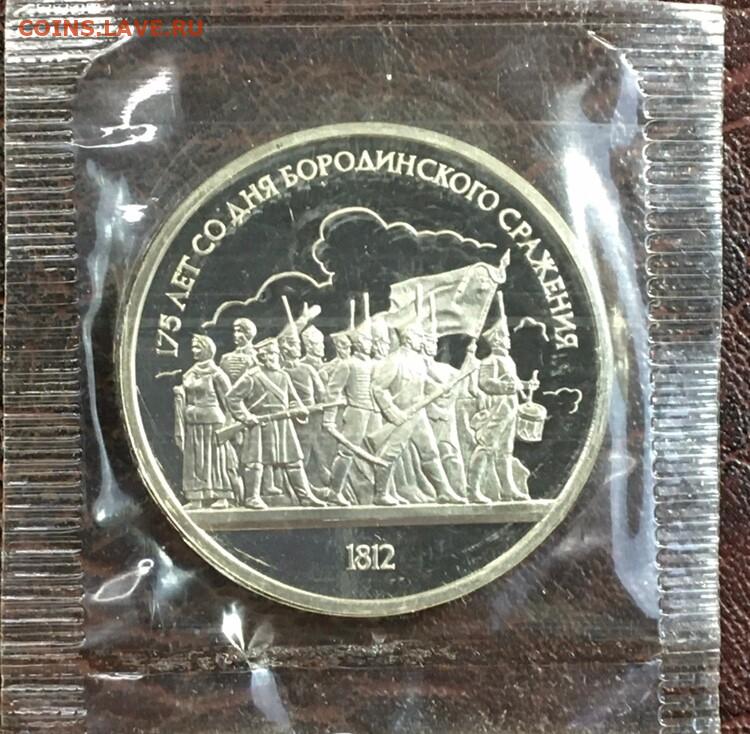 COINS.LAVE.RU
175 ЛЕТ СО ДНЯ БОРОДИНСКОГО СРАЖЕНИЯ
1812